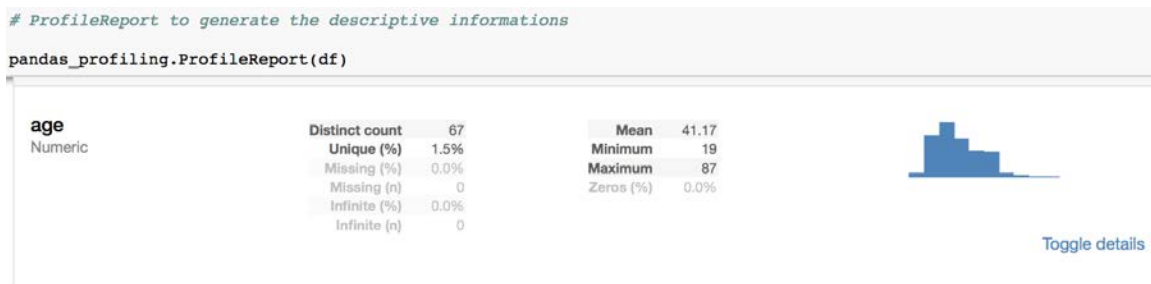 # ProfileReport to generate the descriptive informations
pandas_profiling.ProfileReport(df)
age
Numeric
Distinct count 67
Unique (%) 1.5%
Missing (%) 0.0%
Missing (n) 0
Infinite (%) 0.0%
Infinite (n) 0
Mean 41.17
Minimum 19
Maximum 87
Zeros (%) 0.0%
Toggle details